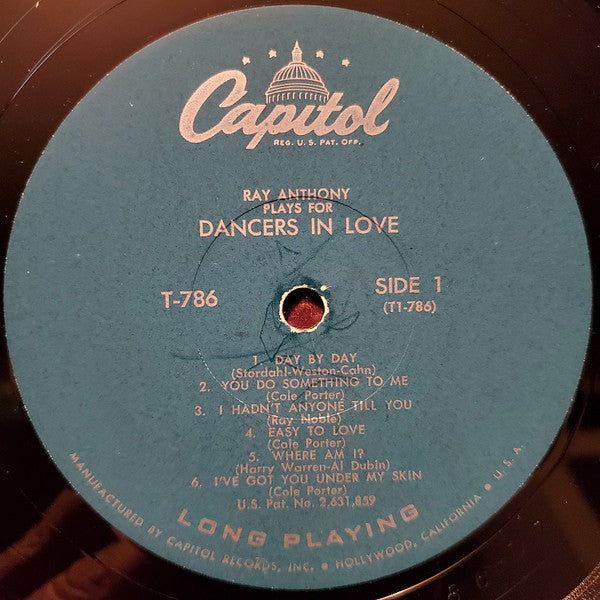 Capitol
REG. U.S. PAT. OFF.
RAY ANTHONY
PLAYS FOR
DANCERS IN LOVE
T-786
SIDE 1
(T1-786)
1. DAY BY DAY
(Stordahl-Weston-Cahn)
2. YOU DO SOMETHING TO ME
(Cole Porter)
3. I HADN'T ANYONE TILL YOU
(Ray Noble)
4. EASY TO LOVE
(Cole Porter)
5. WHERE AM I?
(Harry Warren-Al Dubin)
6. I'VE GOT YOU UNDER MY SKIN
(Cole Porter)
U.S. Pat. No. 2,631,859
LONG PLAYING
MANUFACTURED BY CAPITOL RECORDS, INC. • HOLLYWOOD, CALIFORNIA • U.S.A.